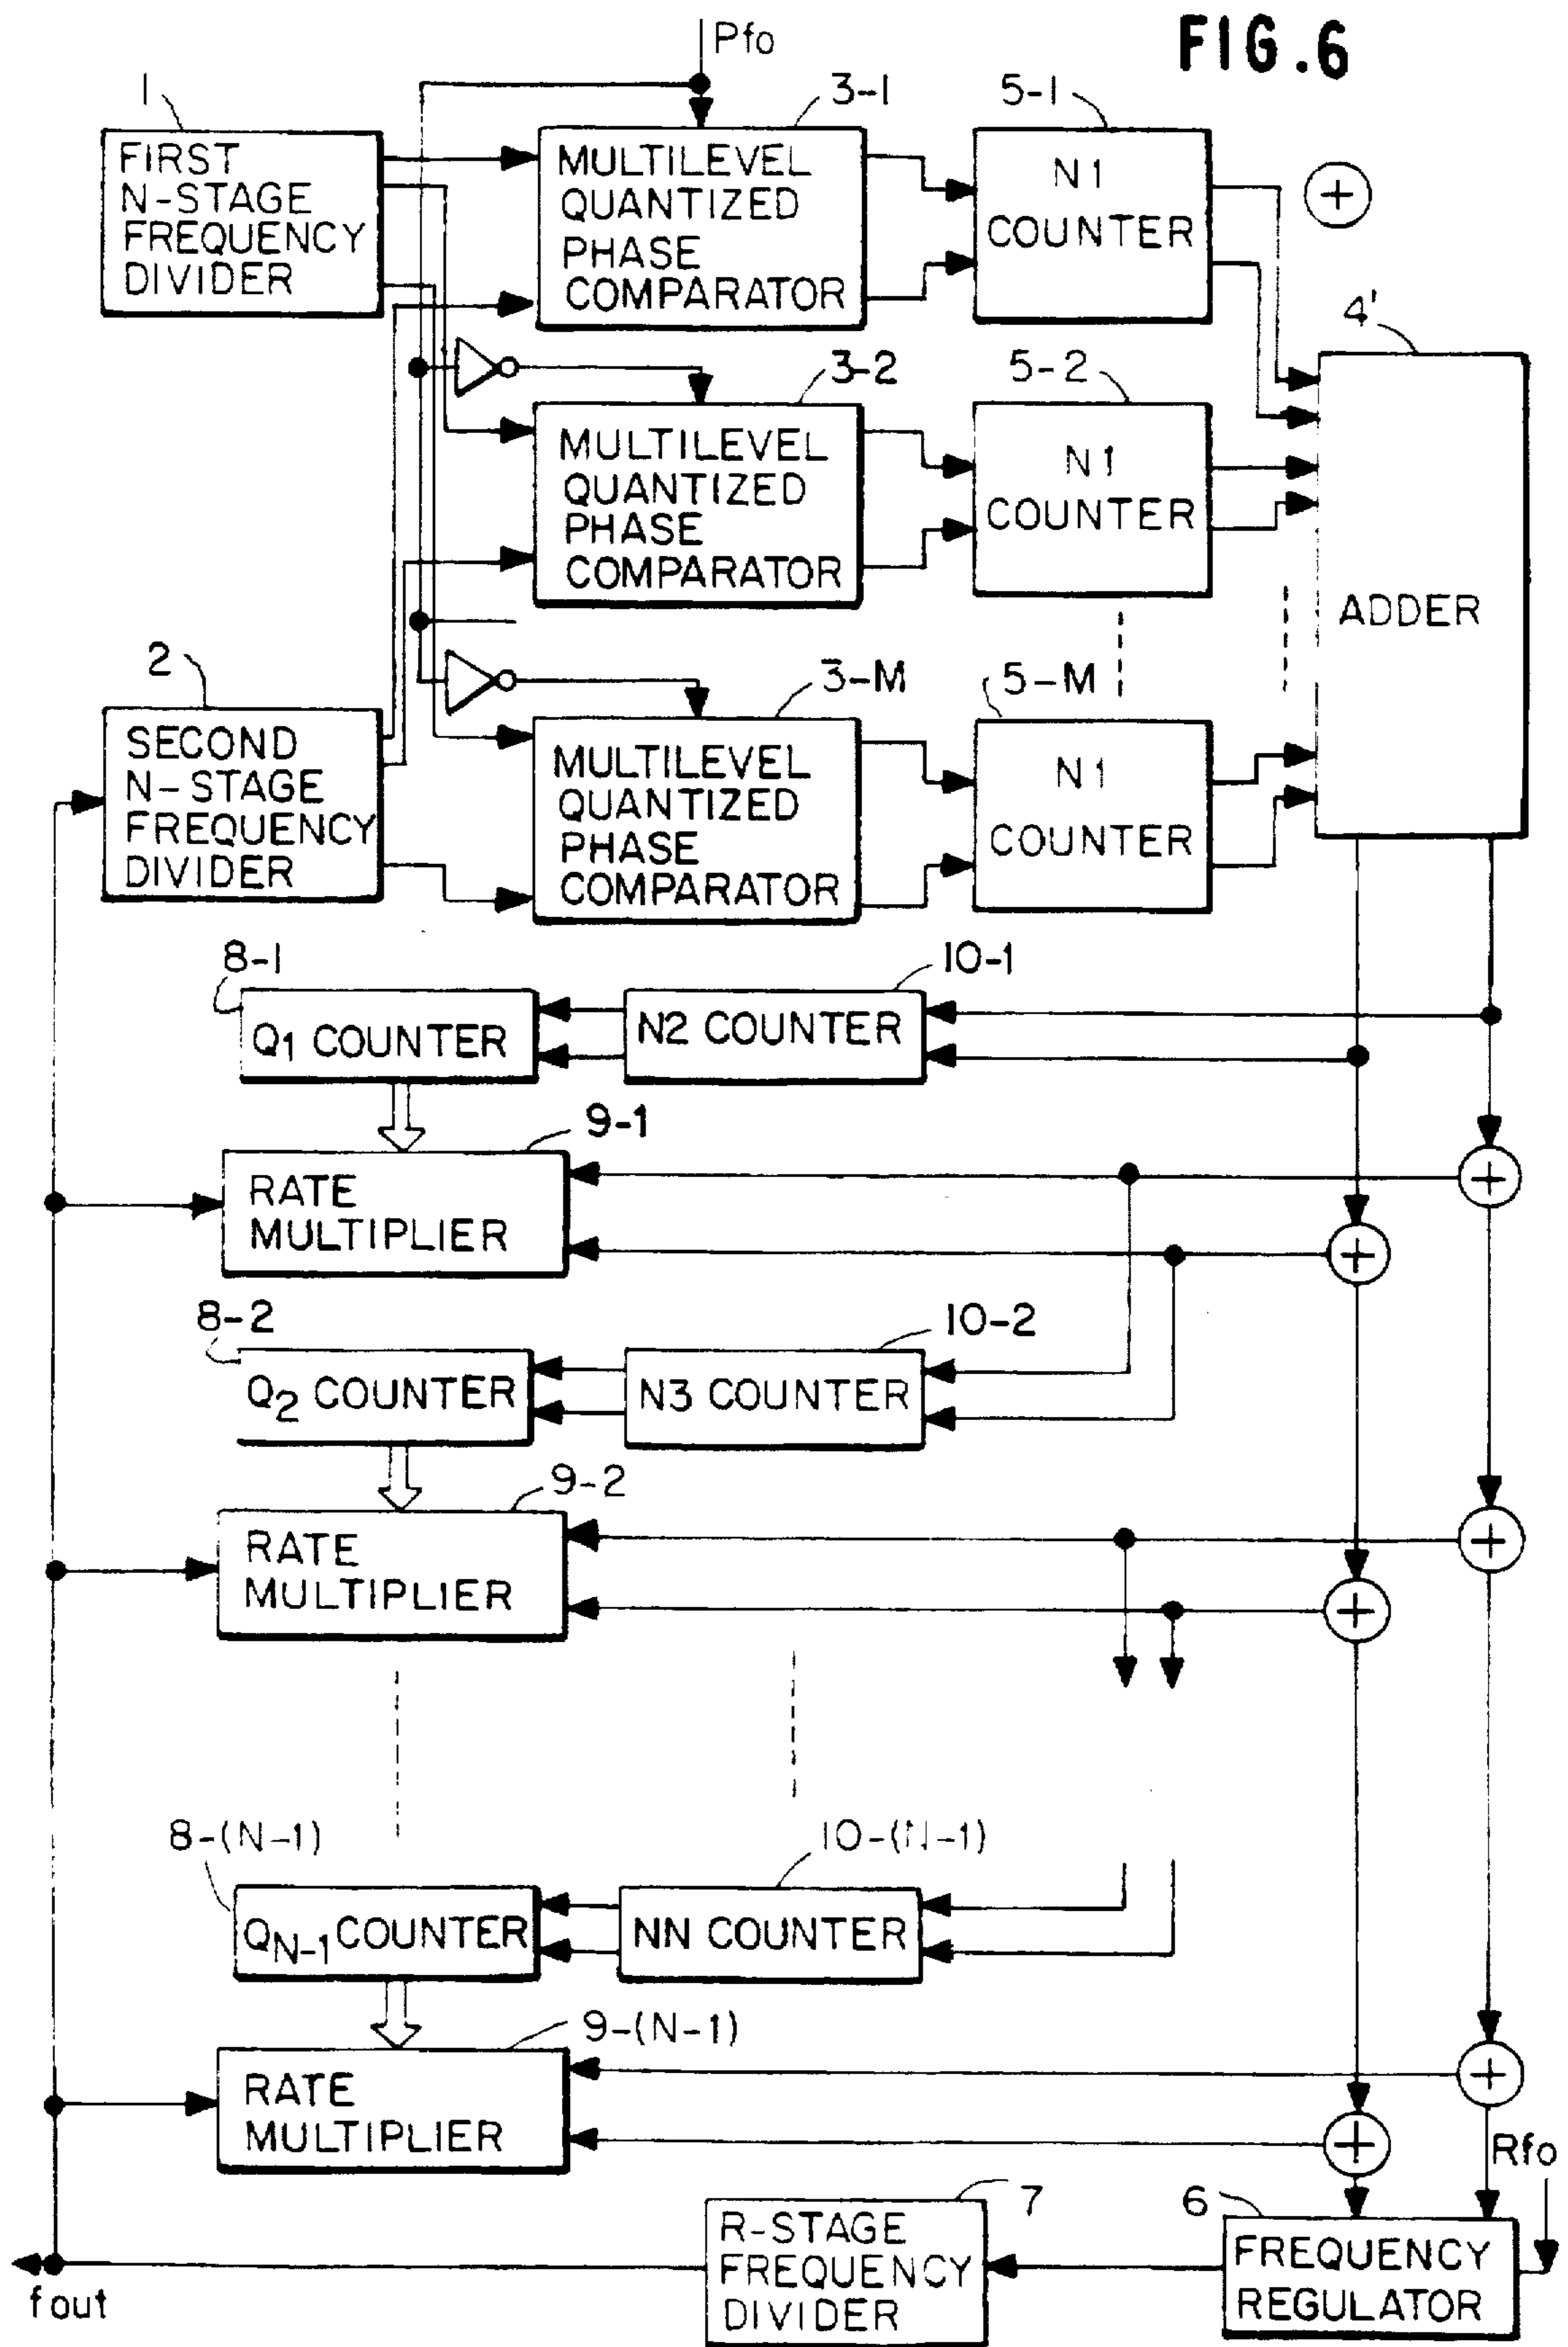 FIG.6
Pfo
1
3-1
5-1
FIRST
N-STAGE
FREQUENCY
DIVIDER
MULTILEVEL
QUANTIZED
PHASE
COMPARATOR
N1
COUNTER
+
4'
3-2
5-2
MULTILEVEL
QUANTIZED
PHASE
COMPARATOR
N1
COUNTER
ADDER
2
3-M
5-M
SECOND
N-STAGE
FREQUENCY
DIVIDER
MULTILEVEL
QUANTIZED
PHASE
COMPARATOR
N1
COUNTER
8-1
10-1
Q1 COUNTER
N2 COUNTER
9-1
RATE
MULTIPLIER
+
+
8-2
10-2
Q2 COUNTER
N3 COUNTER
9-2
RATE
MULTIPLIER
+
+
8-(N-1)
10-(N-1)
QN-1 COUNTER
NN COUNTER
9-(N-1)
RATE
MULTIPLIER
+
+
Rfo
7
6
R-STAGE
FREQUENCY
DIVIDER
FREQUENCY
REGULATOR
fout